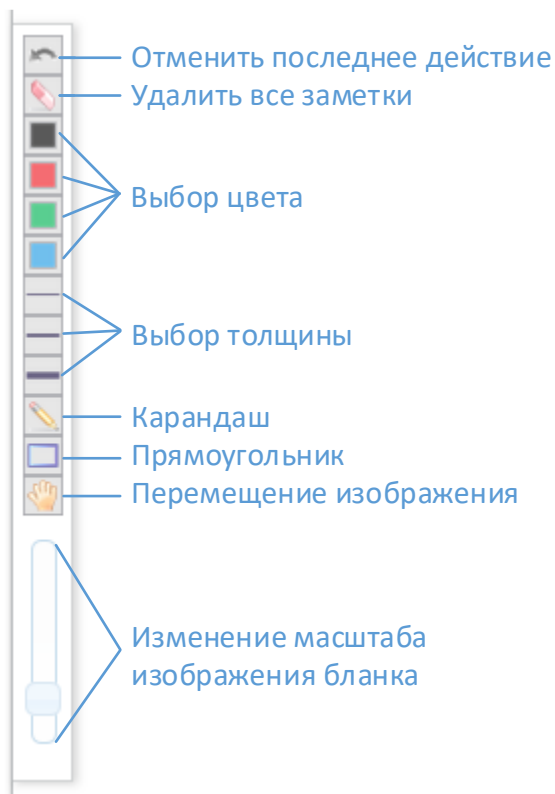 Отменить последнее действие
Удалить все заметки
Выбор цвета
Выбор толщины
Карандаш
Прямоугольник
Перемещение изображения
Изменение масштаба
изображения бланка